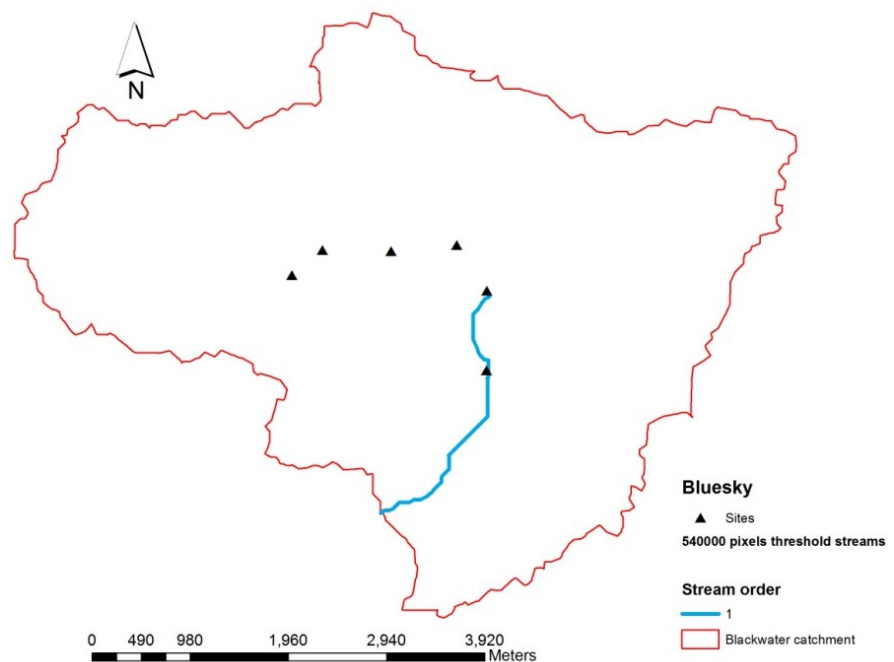 N
Bluesky
Sites
540000 pixels threshold streams
Stream order
1
Blackwater catchment
0 490 980 1,960 2,940 3,920
Meters